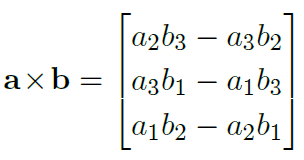 a₂b₃ − a₃b₂
a × b = a₃b₁ − a₁b₃
a₁b₂ − a₂b₁